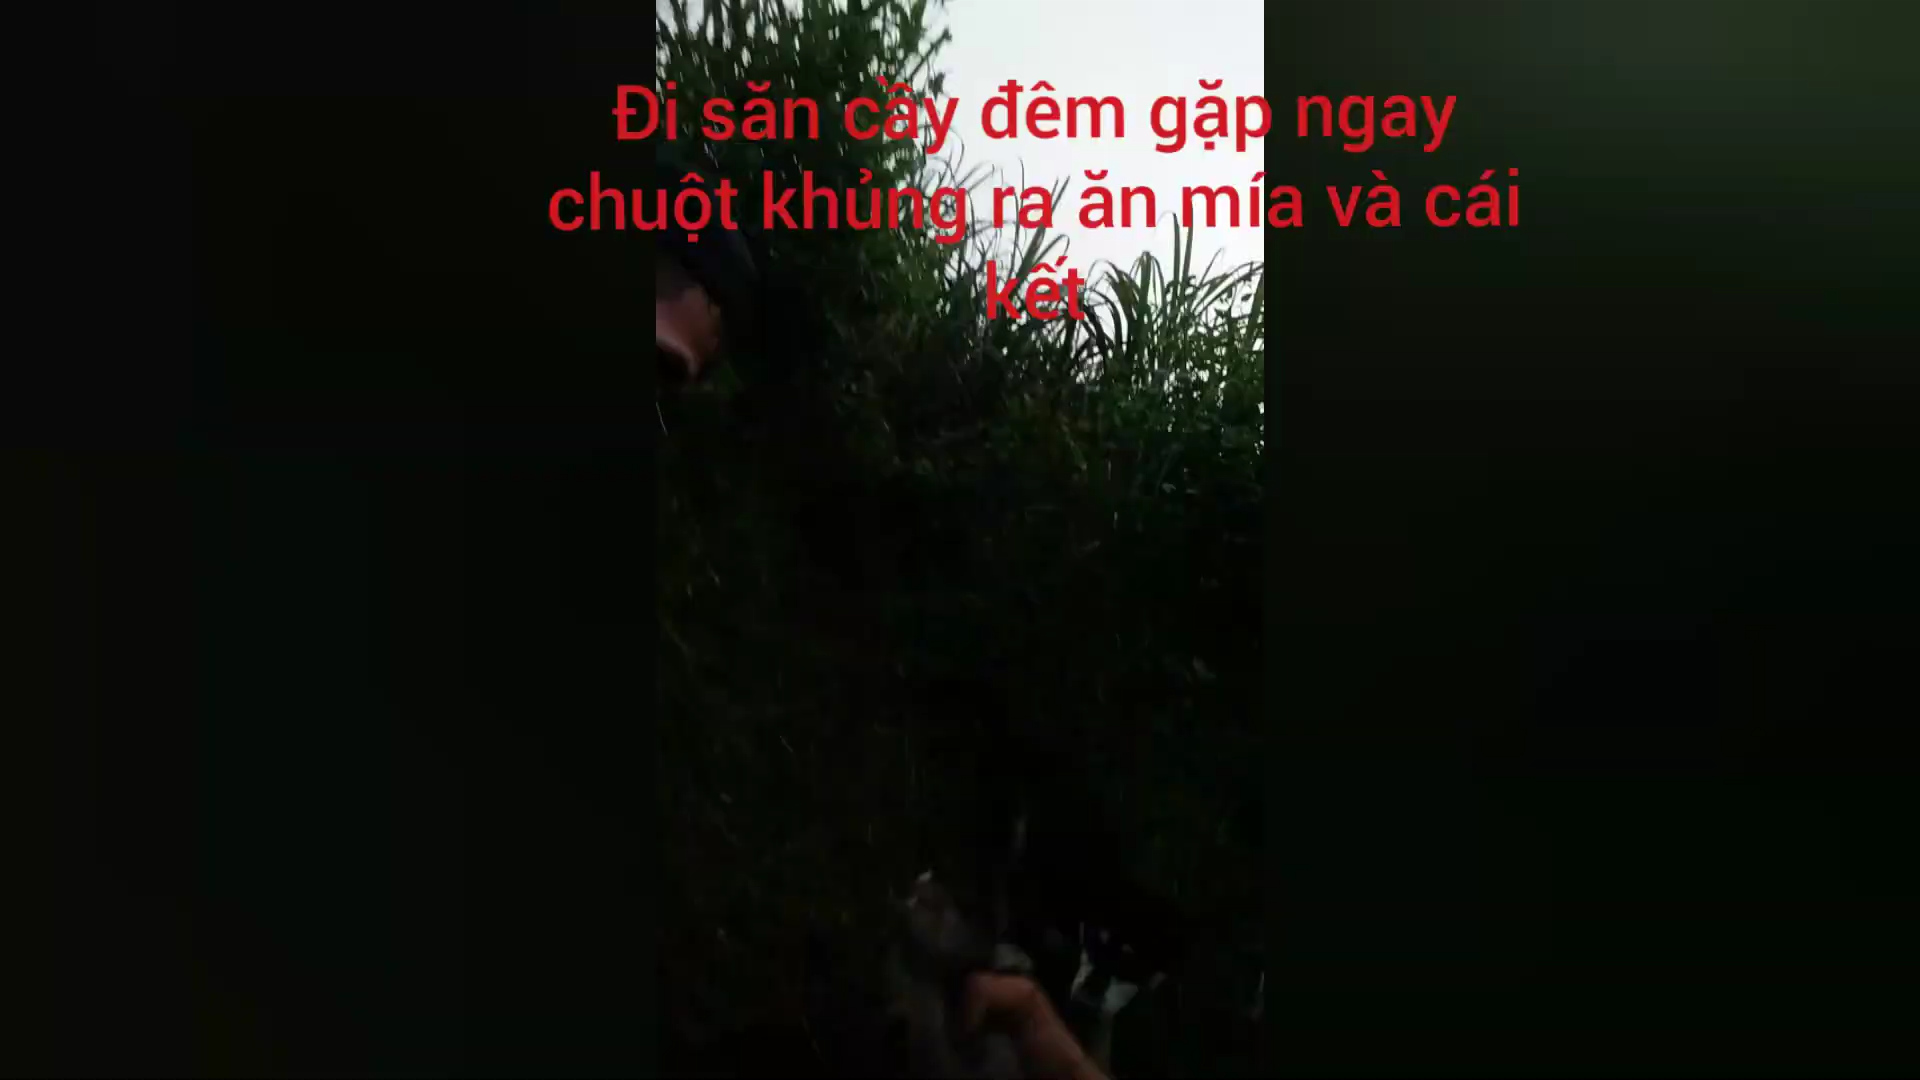 Đi săn cầy đêm gặp ngay
chuột khủng ra ăn mía và cái
kết